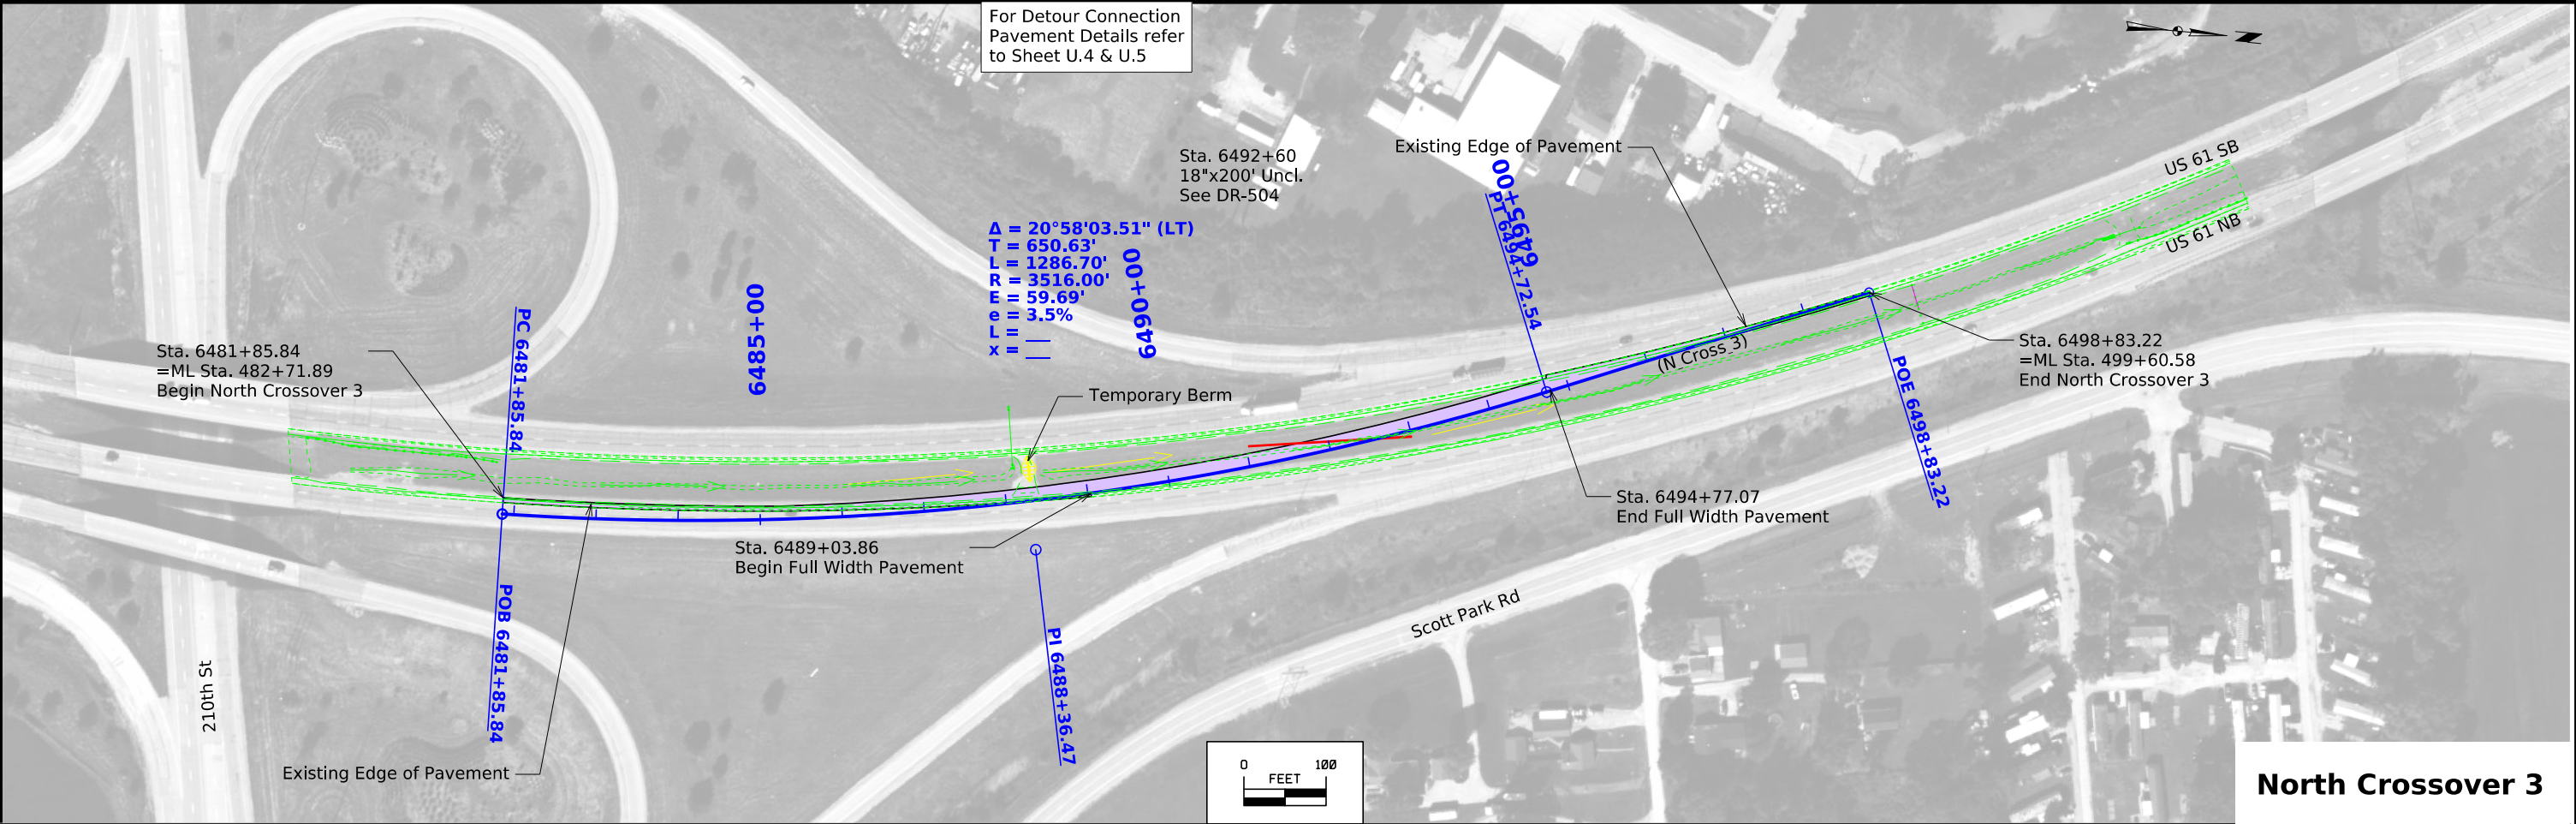 For Detour Connection
Pavement Details refer
to Sheet U.4 & U.5
Sta. 6492+60
18"x200' Uncl.
See DR-504
Existing Edge of Pavement
US 61 SB
US 61 NB
6495+00
PT 6494+72.54
Δ = 20°58'03.51" (LT)
T = 650.63'
L = 1286.70'
R = 3516.00'
E = 59.69'
e = 3.5%
L = ___
x = ___
6490+00
6485+00
PC 6481+85.84
Sta. 6481+85.84
=ML Sta. 482+71.89
Begin North Crossover 3
Temporary Berm
(N_Cross_3)
Sta. 6498+83.22
=ML Sta. 499+60.58
End North Crossover 3
POE 6498+83.22
Sta. 6494+77.07
End Full Width Pavement
Sta. 6489+03.86
Begin Full Width Pavement
POB 6481+85.84
PI 6488+36.47
Scott Park Rd
210th St
Existing Edge of Pavement
0 100
FEET
North Crossover 3
N